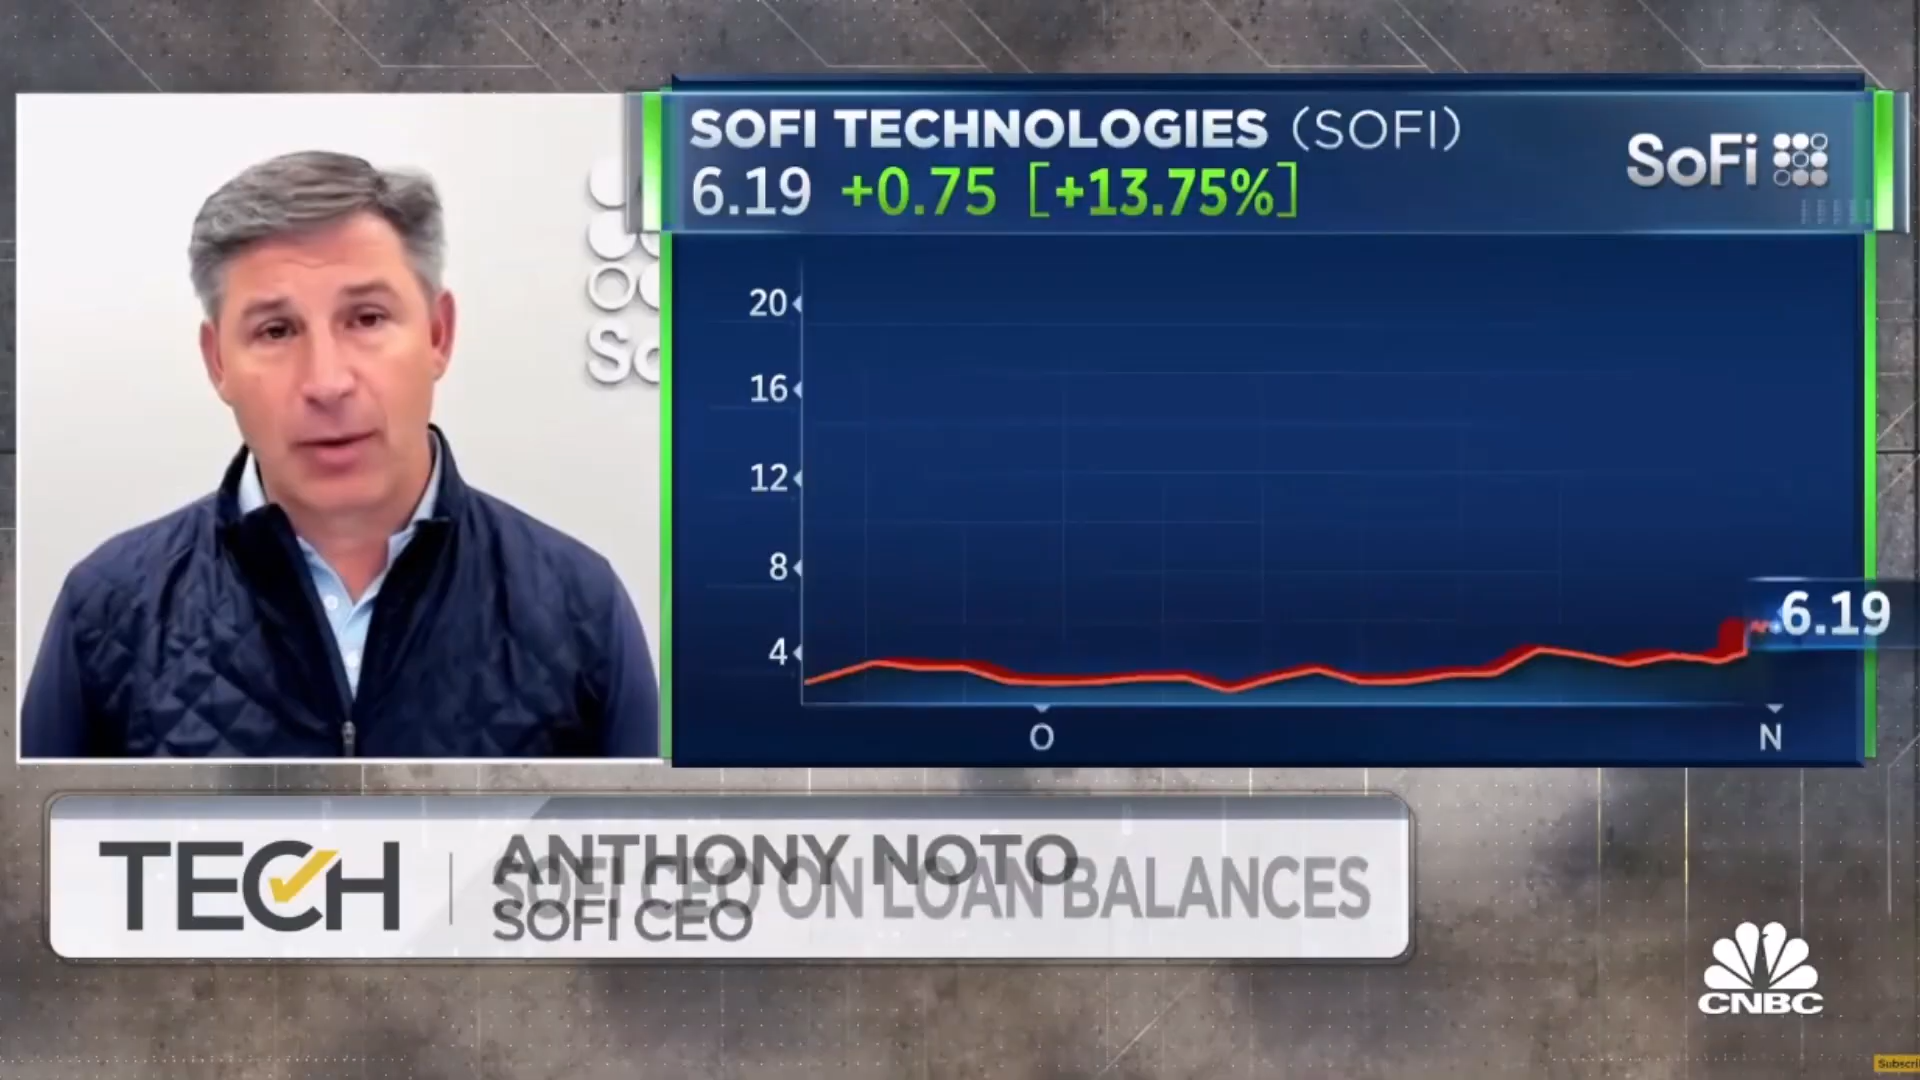 SOFI TECHNOLOGIES (SOFI)
6.19 +0.75 [+13.75%]
SoFi
So
20
16
12
8
4
6.19
O
N
TECH
ANTHONY NOTO
SOFI CEO
SOFI CEO ON LOAN BALANCES
CNBC